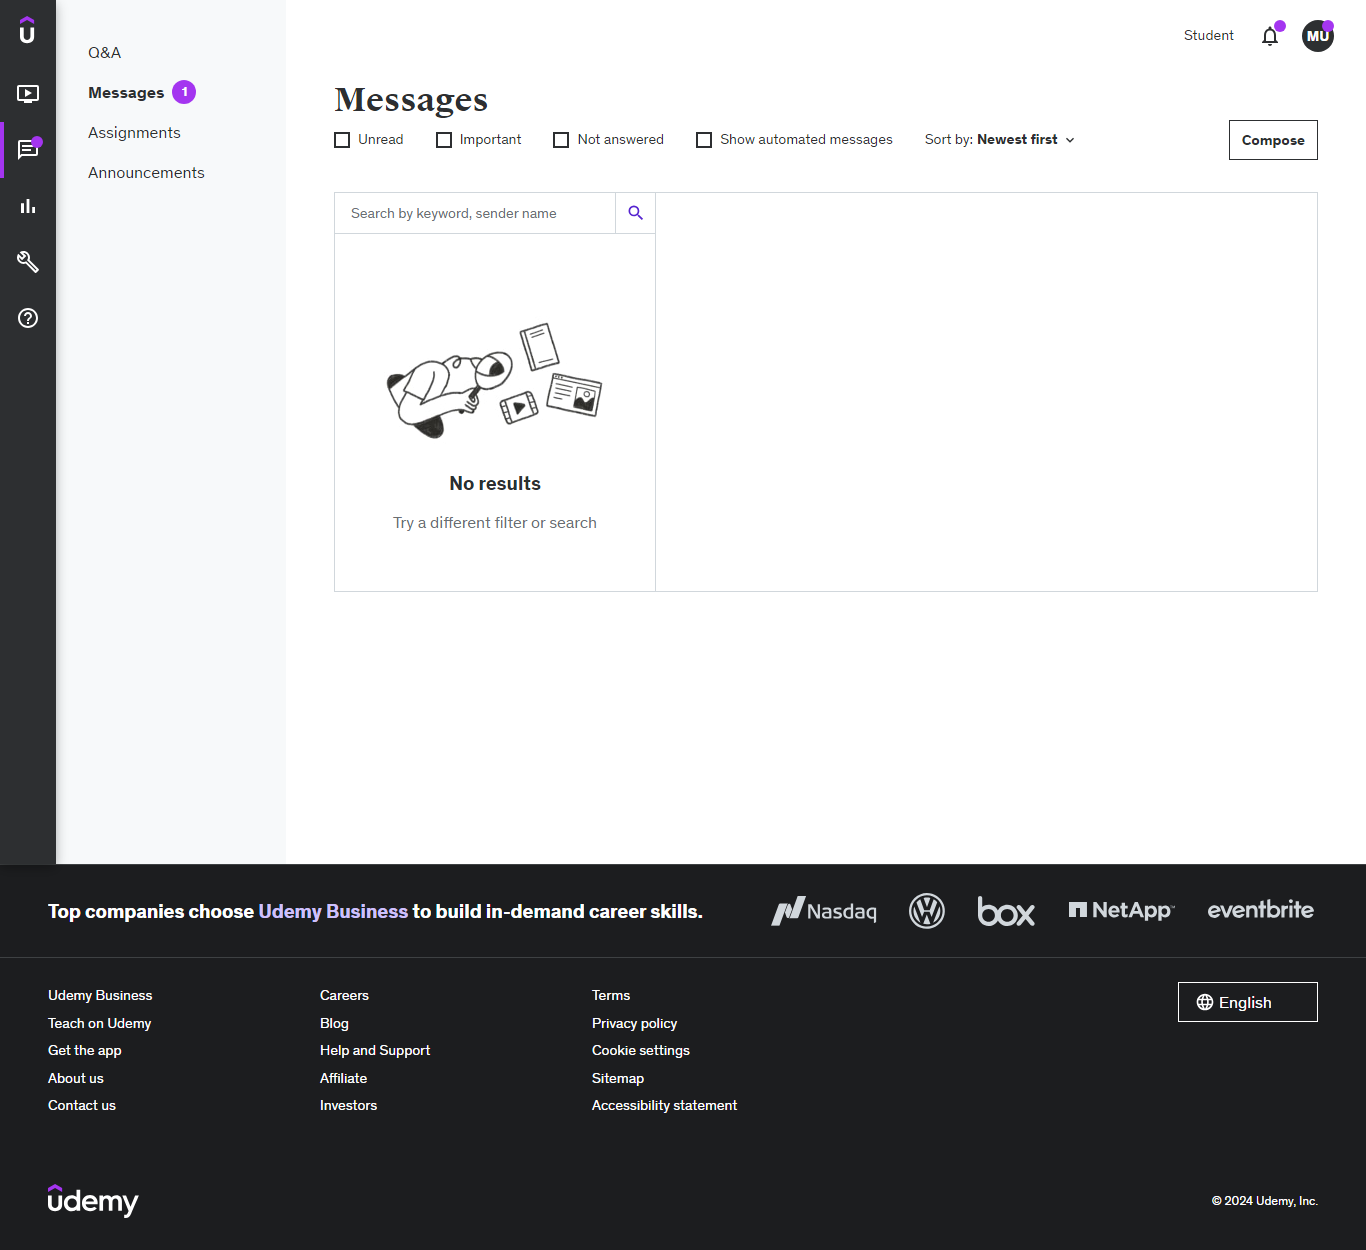 Student
MU
Q&A
Messages 1
Assignments
Announcements
Messages
Unread
Important
Not answered
Show automated messages
Sort by: Newest first
Compose
Search by keyword, sender name
No results
Try a different filter or search
Top companies choose Udemy Business to build in-demand career skills.
Nasdaq
box
NetApp
eventbrite
Udemy Business
Teach on Udemy
Get the app
About us
Contact us
Careers
Blog
Help and Support
Affiliate
Investors
Terms
Privacy policy
Cookie settings
Sitemap
Accessibility statement
English
udemy
© 2024 Udemy, Inc.